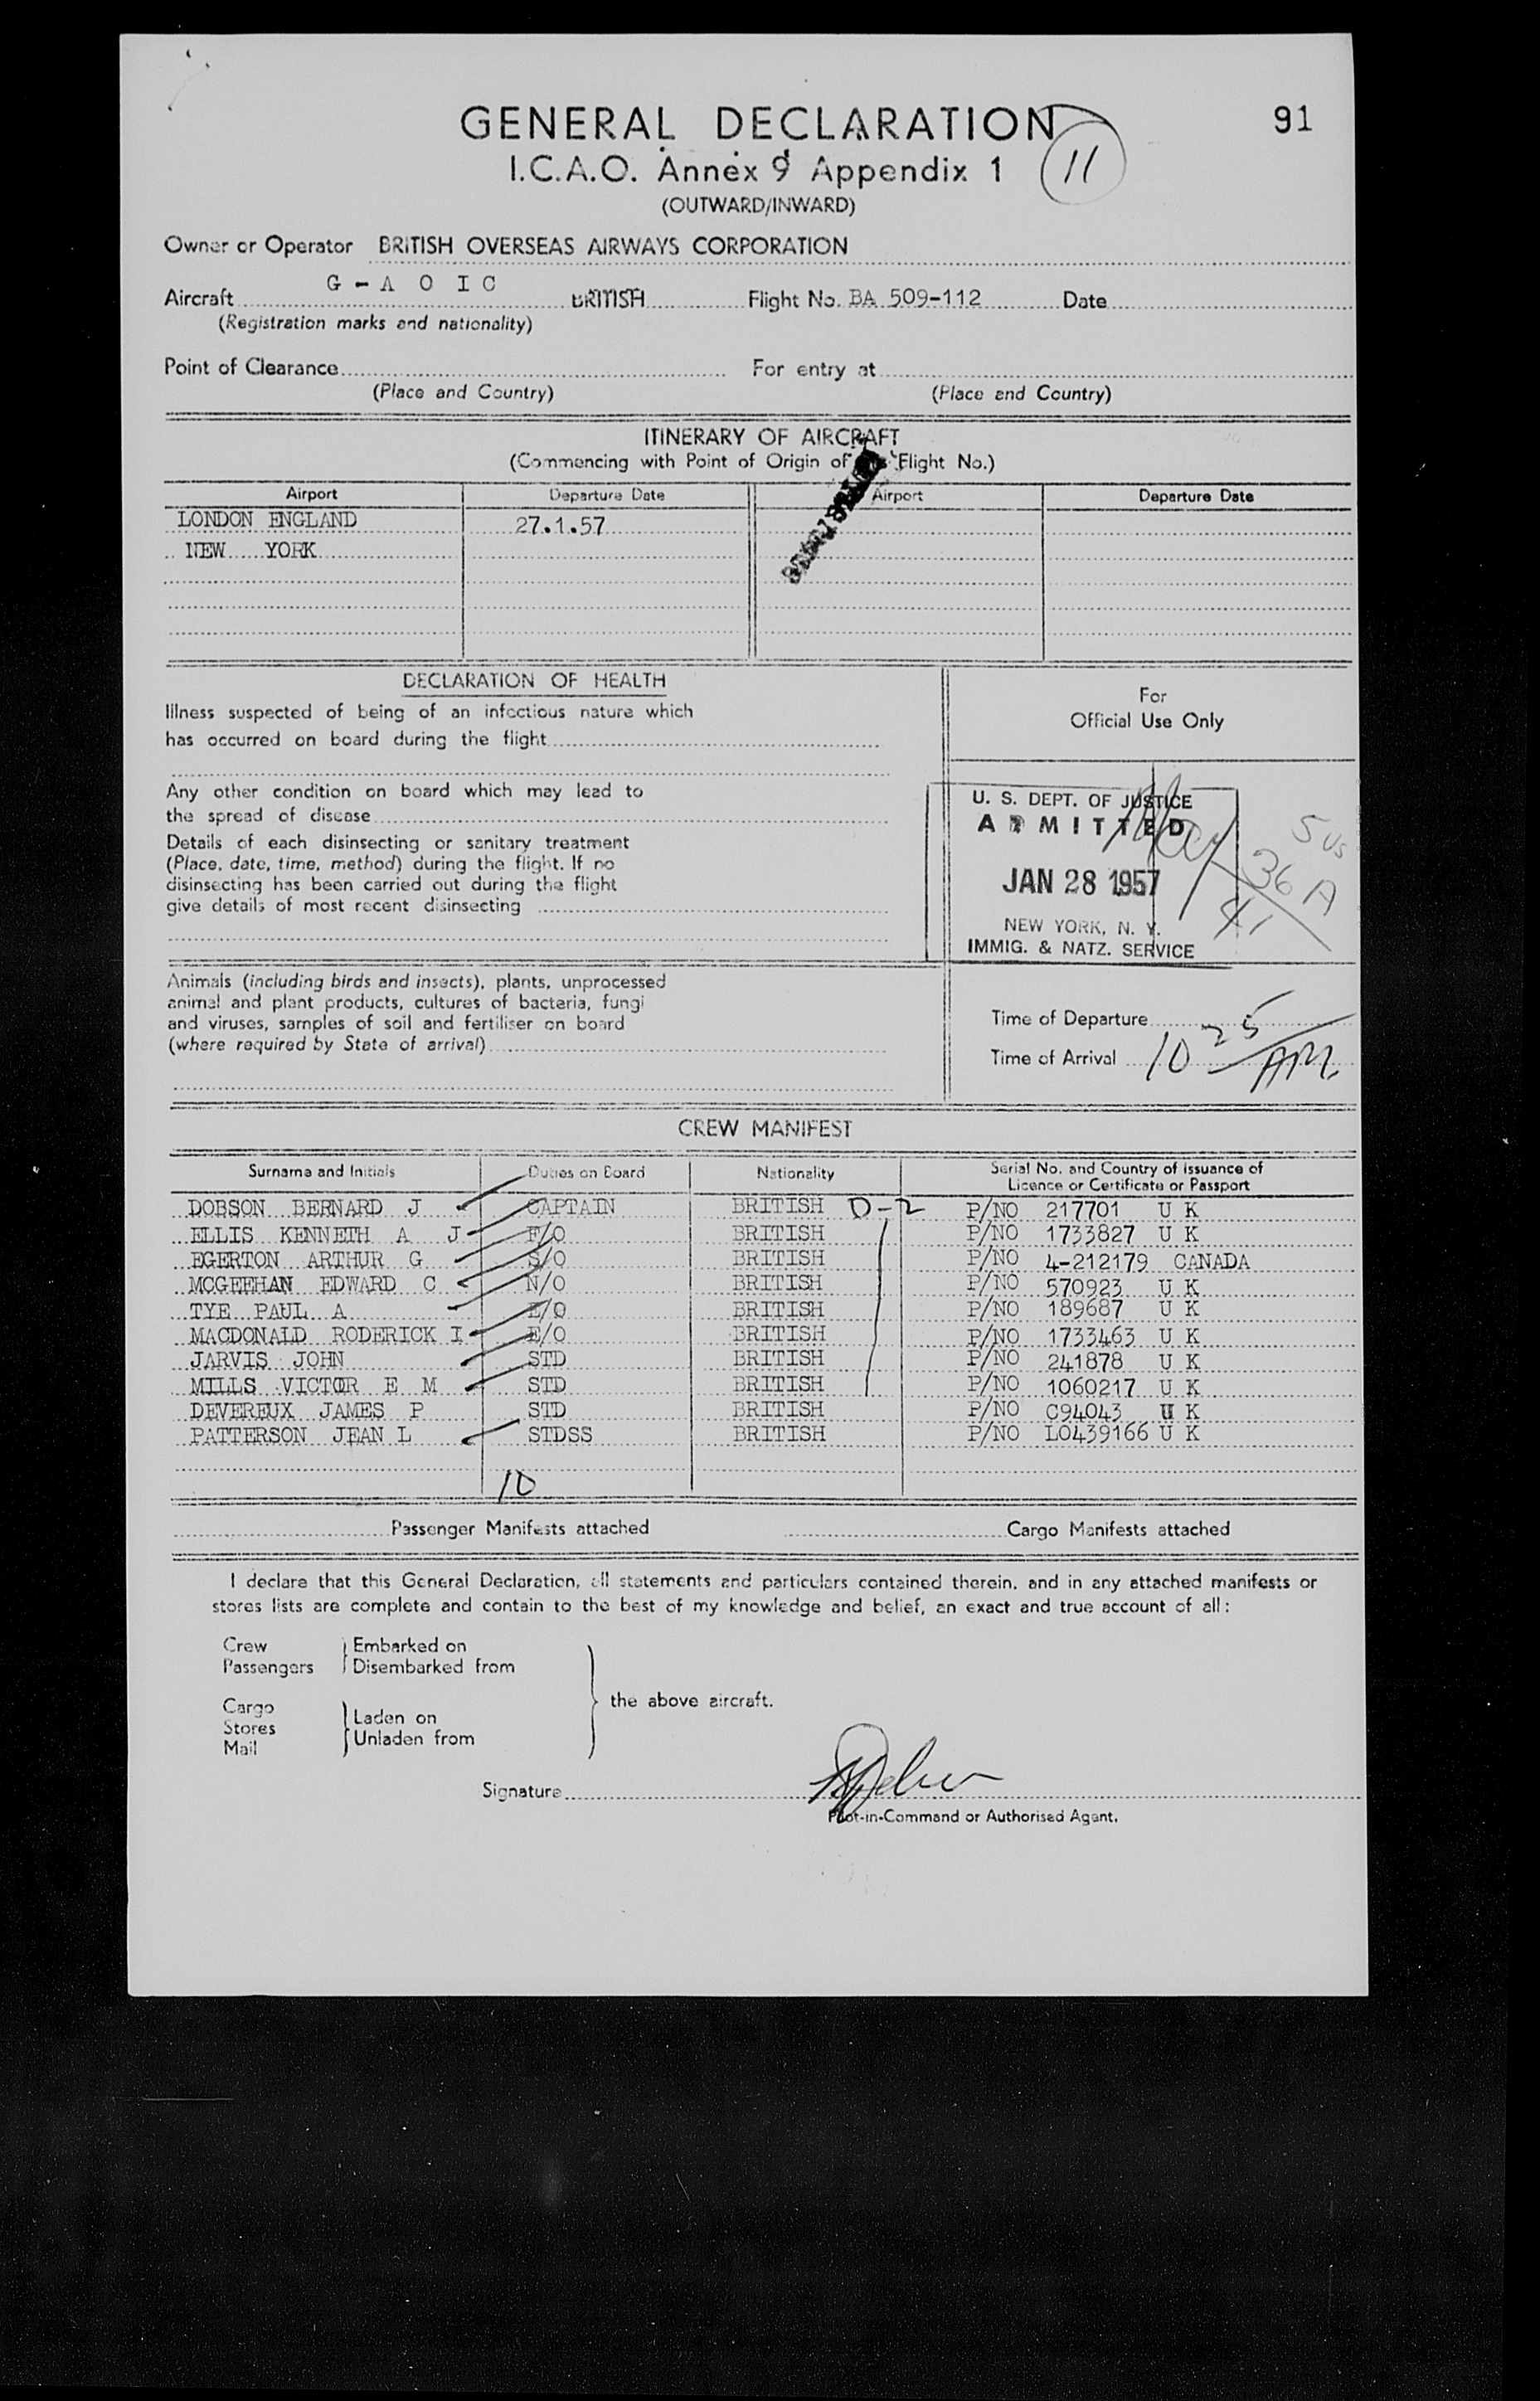 GENERAL DECLARATION
91
I.C.A.O. Annex 9 Appendix 1
11
(OUTWARD/INWARD)
Owner or Operator BRITISH OVERSEAS AIRWAYS CORPORATION
Aircraft G - A O I C BRITISH Flight No. BA 509-112 Date
(Registration marks and nationality)
Point of Clearance For entry at
(Place and Country) (Place and Country)
ITINERARY OF AIRCRAFT
(Commencing with Point of Origin of Flight No.)
Airport Departure Date Airport Departure Date
LONDON ENGLAND 27.1.57
NEW YORK
DECLARATION OF HEALTH
Illness suspected of being of an infectious nature which
has occurred on board during the flight
Any other condition on board which may lead to
the spread of disease
Details of each disinsecting or sanitary treatment
(Place, date, time, method) during the flight. If no
disinsecting has been carried out during the flight
give details of most recent disinsecting
For
Official Use Only
U. S. DEPT. OF JUSTICE
ADMITTED
JAN 28 1957
NEW YORK, N. Y.
IMMIG. & NATZ. SERVICE
5 US
36 A
41
Animals (including birds and insects), plants, unprocessed
animal and plant products, cultures of bacteria, fungi
and viruses, samples of soil and fertiliser on board
(where required by State of arrival)
Time of Departure
Time of Arrival 10 25 AM
CREW MANIFEST
Surname and Initials Duties on Board Nationality Serial No. and Country of Issuance of
Licence or Certificate or Passport
DOBSON BERNARD J CAPTAIN BRITISH D-2 P/NO 217701 U K
ELLIS KENNETH A J F/O BRITISH P/NO 1733827 U K
EGERTON ARTHUR G S/O BRITISH P/NO 4-212179 CANADA
MCGEEHAN EDWARD C N/O BRITISH P/NO 570923 U K
TYE PAUL A E/O BRITISH P/NO 189687 U K
MACDONALD RODERICK I E/O BRITISH P/NO 1733463 U K
JARVIS JOHN STD BRITISH P/NO 241878 U K
MILLS VICTOR E M STD BRITISH P/NO 1060217 U K
DEVEREUX JAMES P STD BRITISH P/NO C94043 U K
PATTERSON JEAN L STDSS BRITISH P/NO LO439166 U K
10
Passenger Manifests attached Cargo Manifests attached
I declare that this General Declaration, all statements and particulars contained therein, and in any attached manifests or
stores lists are complete and contain to the best of my knowledge and belief, an exact and true account of all:
Crew Embarked on
Passengers Disembarked from
the above aircraft.
Cargo
Stores Laden on
Mail Unladen from
Signature
Pilot-in-Command or Authorised Agent.